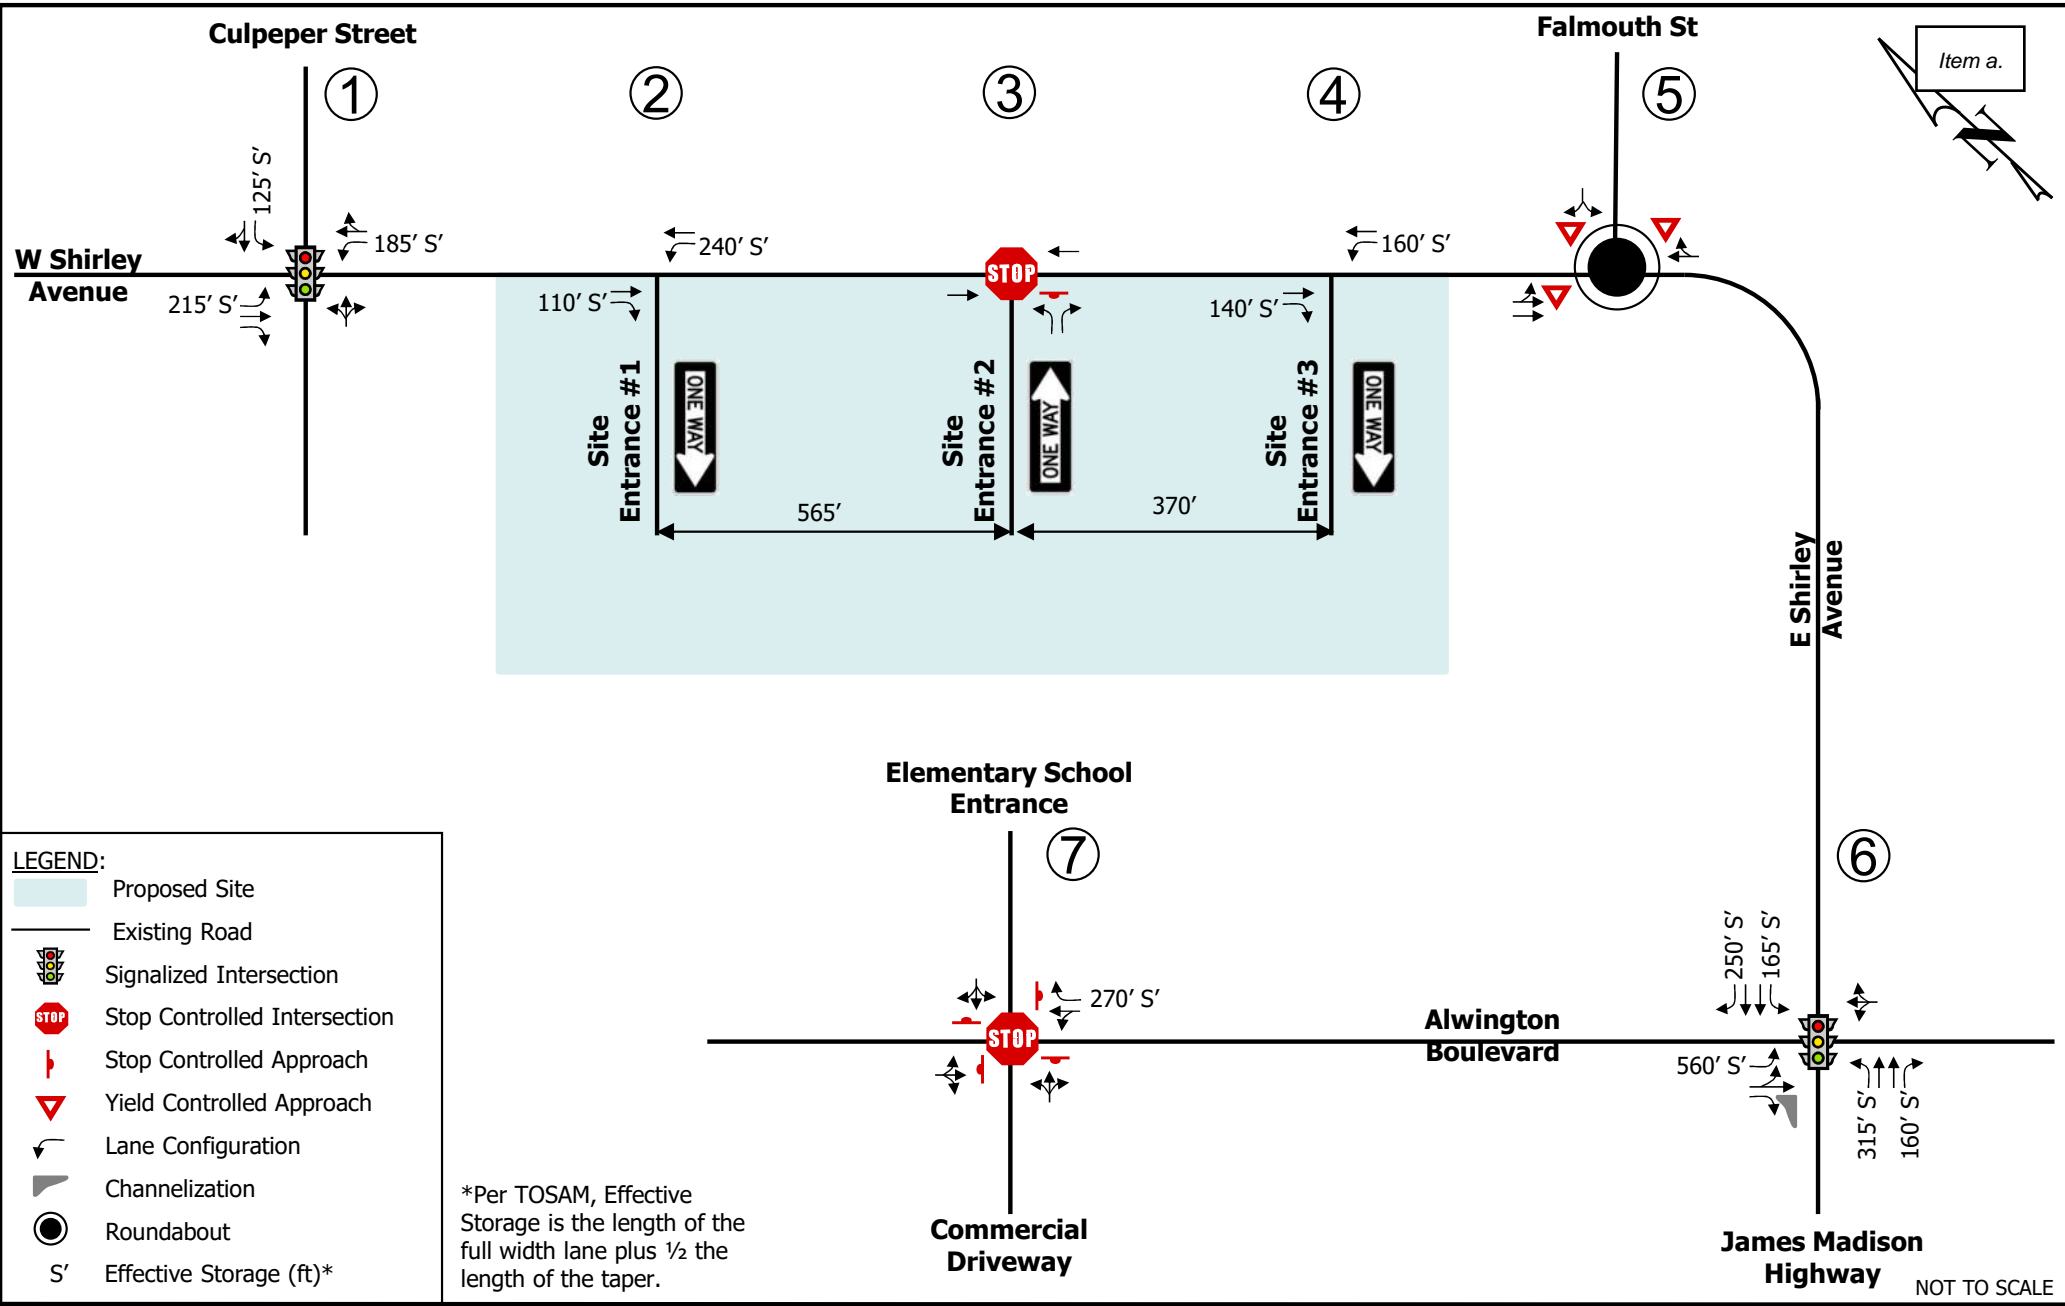 Culpeper Street
Falmouth St
Item a.
N
1
2
3
4
5
125’ S’
185’ S’
215’ S’
W Shirley
Avenue
240’ S’
110’ S’
STOP
160’ S’
140’ S’
Site
Entrance #1
ONE WAY
Site
Entrance #2
ONE WAY
Site
Entrance #3
ONE WAY
565’
370’
E Shirley
Avenue
Elementary School
Entrance
7
6
270’ S’
STOP
Alwington
Boulevard
250’ S’
165’ S’
560’ S’
315’ S’
160’ S’
Commercial
Driveway
James Madison
Highway
NOT TO SCALE
LEGEND:
Proposed Site
Existing Road
Signalized Intersection
STOP
Stop Controlled Intersection
Stop Controlled Approach
Yield Controlled Approach
Lane Configuration
Channelization
Roundabout
S’ Effective Storage (ft)*
*Per TOSAM, Effective
Storage is the length of the
full width lane plus ½ the
length of the taper.